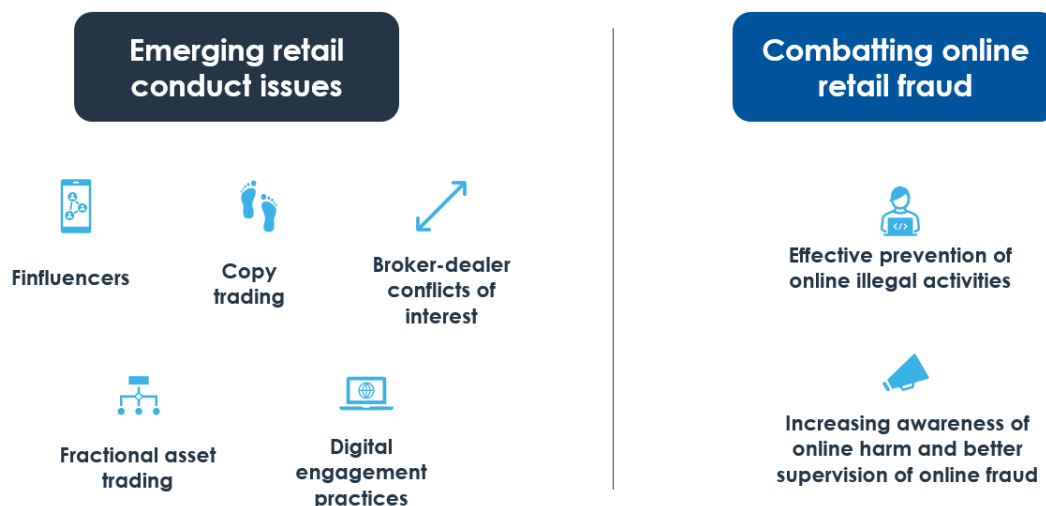 Emerging retail
conduct issues
Combatting online
retail fraud
Finfluencers
Copy
trading
Broker-dealer
conflicts of
interest
Fractional asset
trading
Digital
engagement
practices
Effective prevention of
online illegal activities
Increasing awareness of
online harm and better
supervision of online fraud